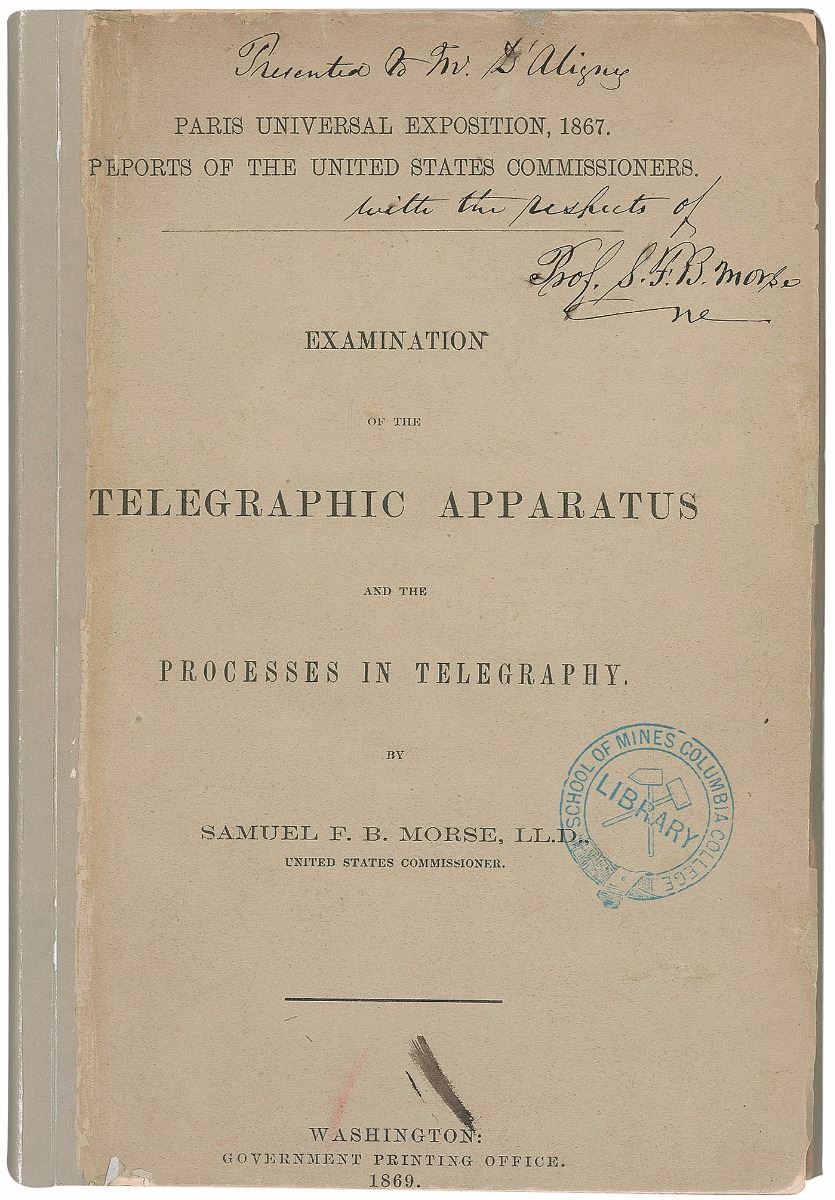 Presented to Mr. D'Aligny
PARIS UNIVERSAL EXPOSITION, 1867.
REPORTS OF THE UNITED STATES COMMISSIONERS.
with the respects of
Prof. S. F. B. Morse
EXAMINATION
OF THE
TELEGRAPHIC APPARATUS
AND THE
PROCESSES IN TELEGRAPHY.
BY
SAMUEL F. B. MORSE, LL.D.,
UNITED STATES COMMISSIONER.
SCHOOL OF MINES COLUMBIA COLLEGE
LIBRARY
WASHINGTON:
GOVERNMENT PRINTING OFFICE.
1869.